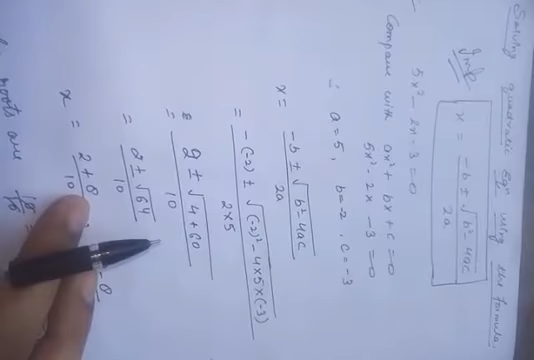 Solving quadratic Eqn using the formula.
x = -b ± √b² 4ac / 2a
5x² - 2x - 3 = 0
Compare with ax² + bx + c = 0
5x² - 2x - 3 = 0
∴ a = 5, b = -2, c = -3
x = -b ± √b² 4ac / 2a
= -(-2) ± √(-2)² - 4×5×(-3) / 2×5
= 2 ± √4 + 60 / 10
= 2 ± √64 / 10
x = 2 + 8 / 10
roots are